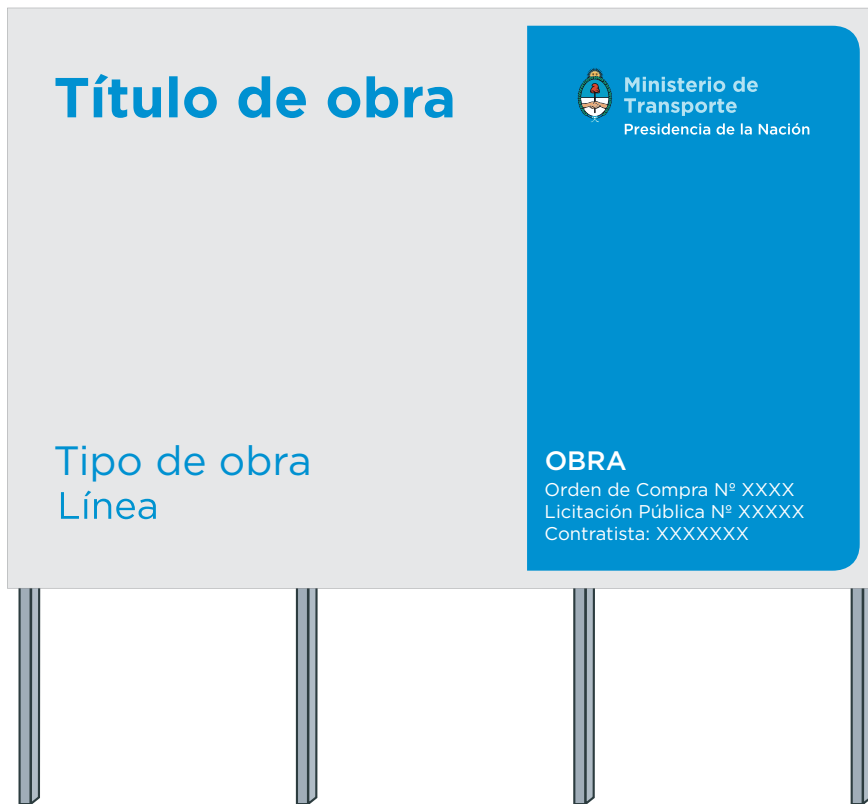 Título de obra
Ministerio de
Transporte
Presidencia de la Nación
Tipo de obra
Línea
OBRA
Orden de Compra Nº XXXX
Licitación Pública Nº XXXXX
Contratista: XXXXXXX